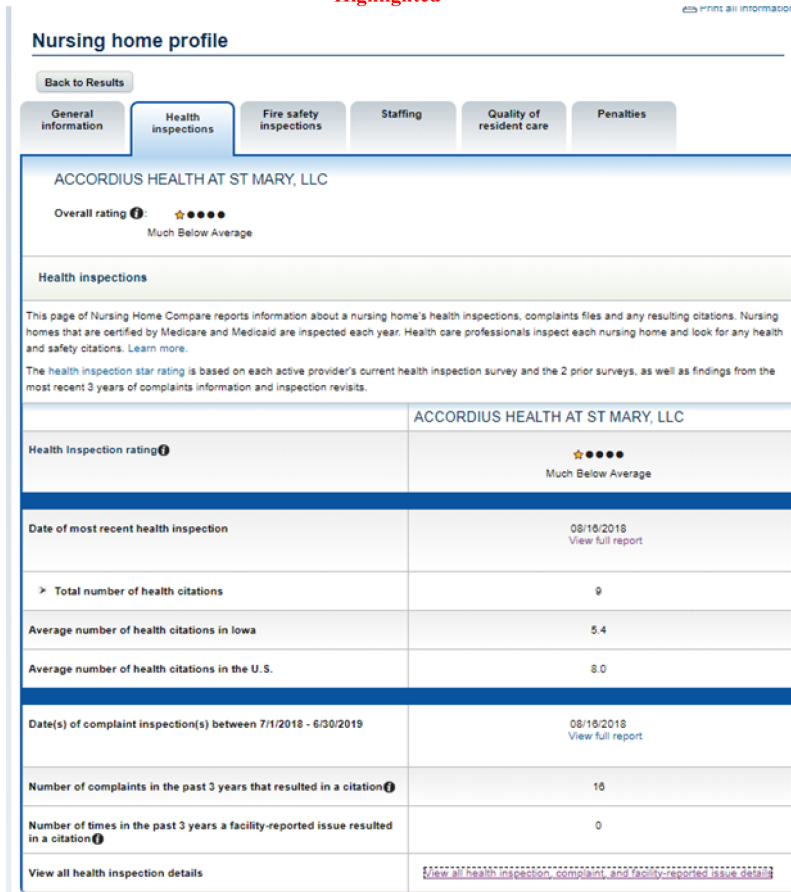 Highlighted
Print all information
Nursing home profile
Back to Results
General
information
Health
inspections
Fire safety
inspections
Staffing
Quality of
resident care
Penalties
ACCORDIUS HEALTH AT ST MARY, LLC
Overall rating i:
Much Below Average
Health inspections
This page of Nursing Home Compare reports information about a nursing home's health inspections, complaints files and any resulting citations. Nursing
homes that are certified by Medicare and Medicaid are inspected each year. Health care professionals inspect each nursing home and look for any health
and safety citations. Learn more.
The health inspection star rating is based on each active provider's current health inspection survey and the 2 prior surveys, as well as findings from the
most recent 3 years of complaints information and inspection revisits.
ACCORDIUS HEALTH AT ST MARY, LLC
Health Inspection rating i
Much Below Average
Date of most recent health inspection
08/16/2018
View full report
> Total number of health citations
9
Average number of health citations in Iowa
5.4
Average number of health citations in the U.S.
8.0
Date(s) of complaint inspection(s) between 7/1/2018 - 6/30/2019
08/16/2018
View full report
Number of complaints in the past 3 years that resulted in a citation i
16
Number of times in the past 3 years a facility-reported issue resulted
in a citation i
0
View all health inspection details
View all health inspection, complaint, and facility-reported issue details